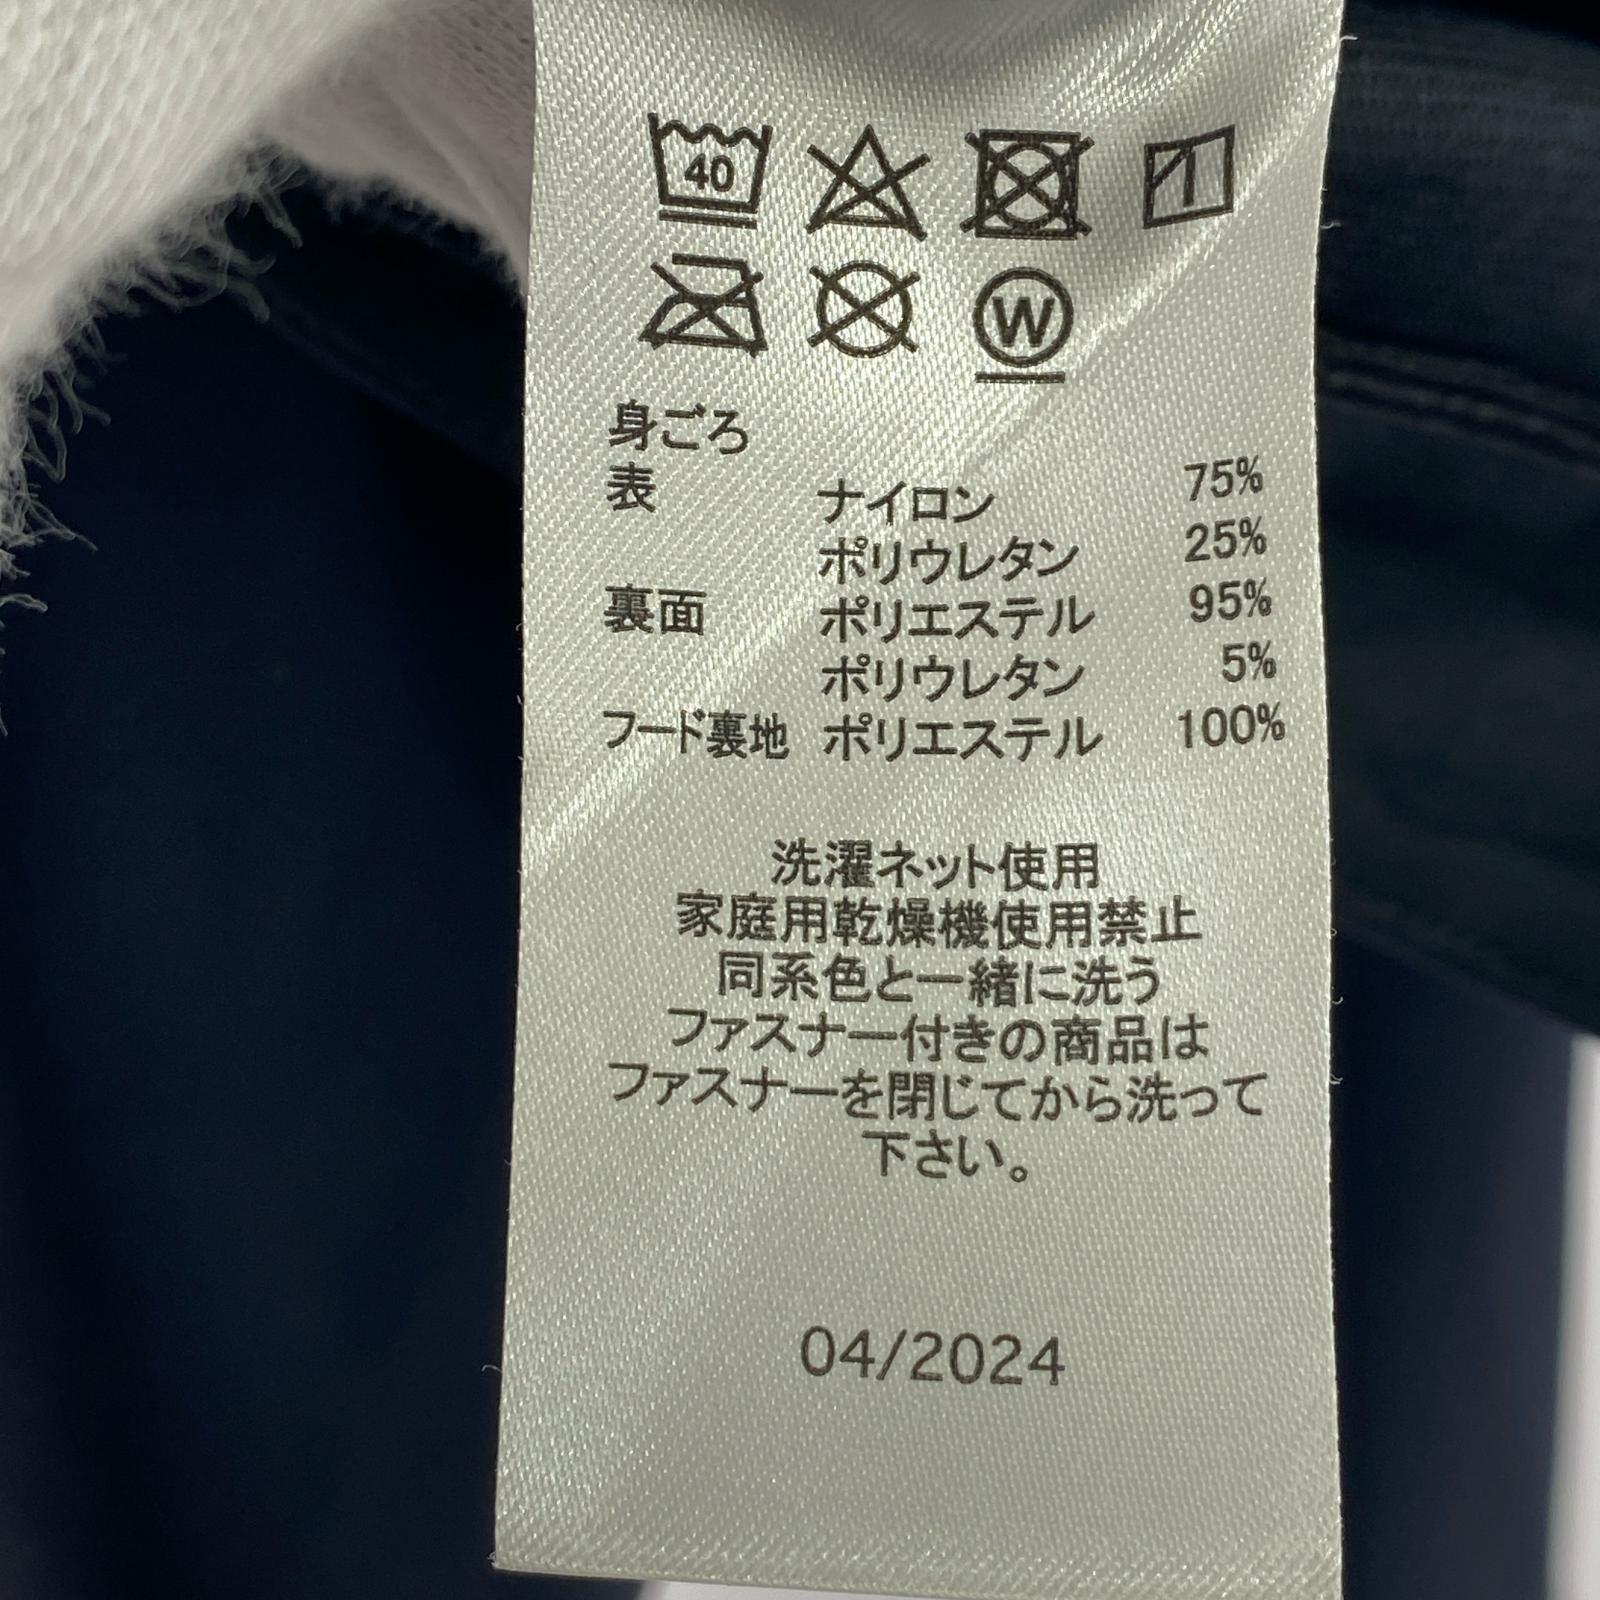 40
W
身ごろ
表 ナイロン 75%
ポリウレタン 25%
裏面 ポリエステル 95%
ポリウレタン 5%
フード裏地 ポリエステル 100%
洗濯ネット使用
家庭用乾燥機使用禁止
同系色と一緒に洗う
ファスナー付きの商品は
ファスナーを閉じてから洗って
下さい。
04/2024